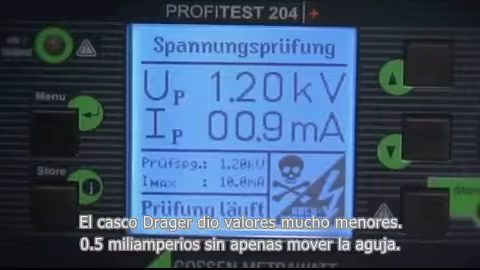 PROFITEST 204 +
Spannungsprüfung
Menu
UP 1.20 kV
IP 00.9 mA
Prüfspg.: 1.20kV
IMAX : 10.0mA
Store
Prüfung läuft
El casco Drager dio valores mucho menores.
0.5 miliamperios sin apenas mover la aguja.
GOSSEN METRAWATT